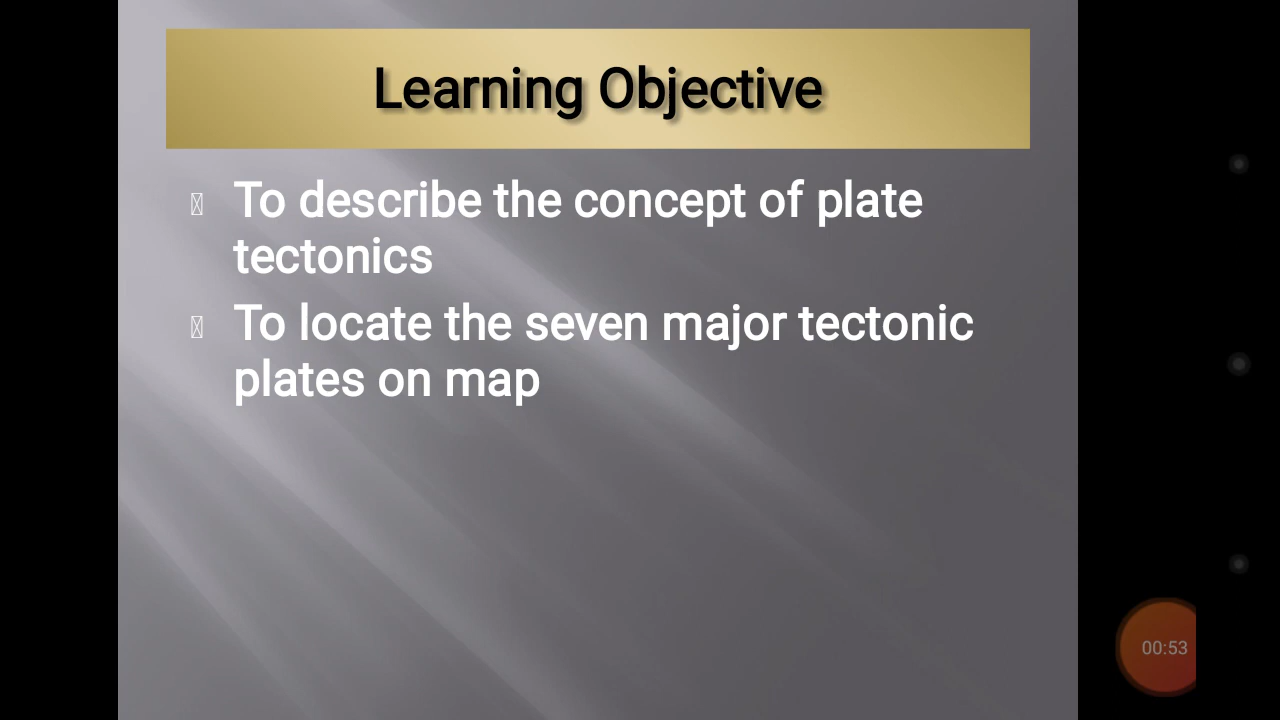 Learning Objective
To describe the concept of plate
tectonics
To locate the seven major tectonic
plates on map
00:53